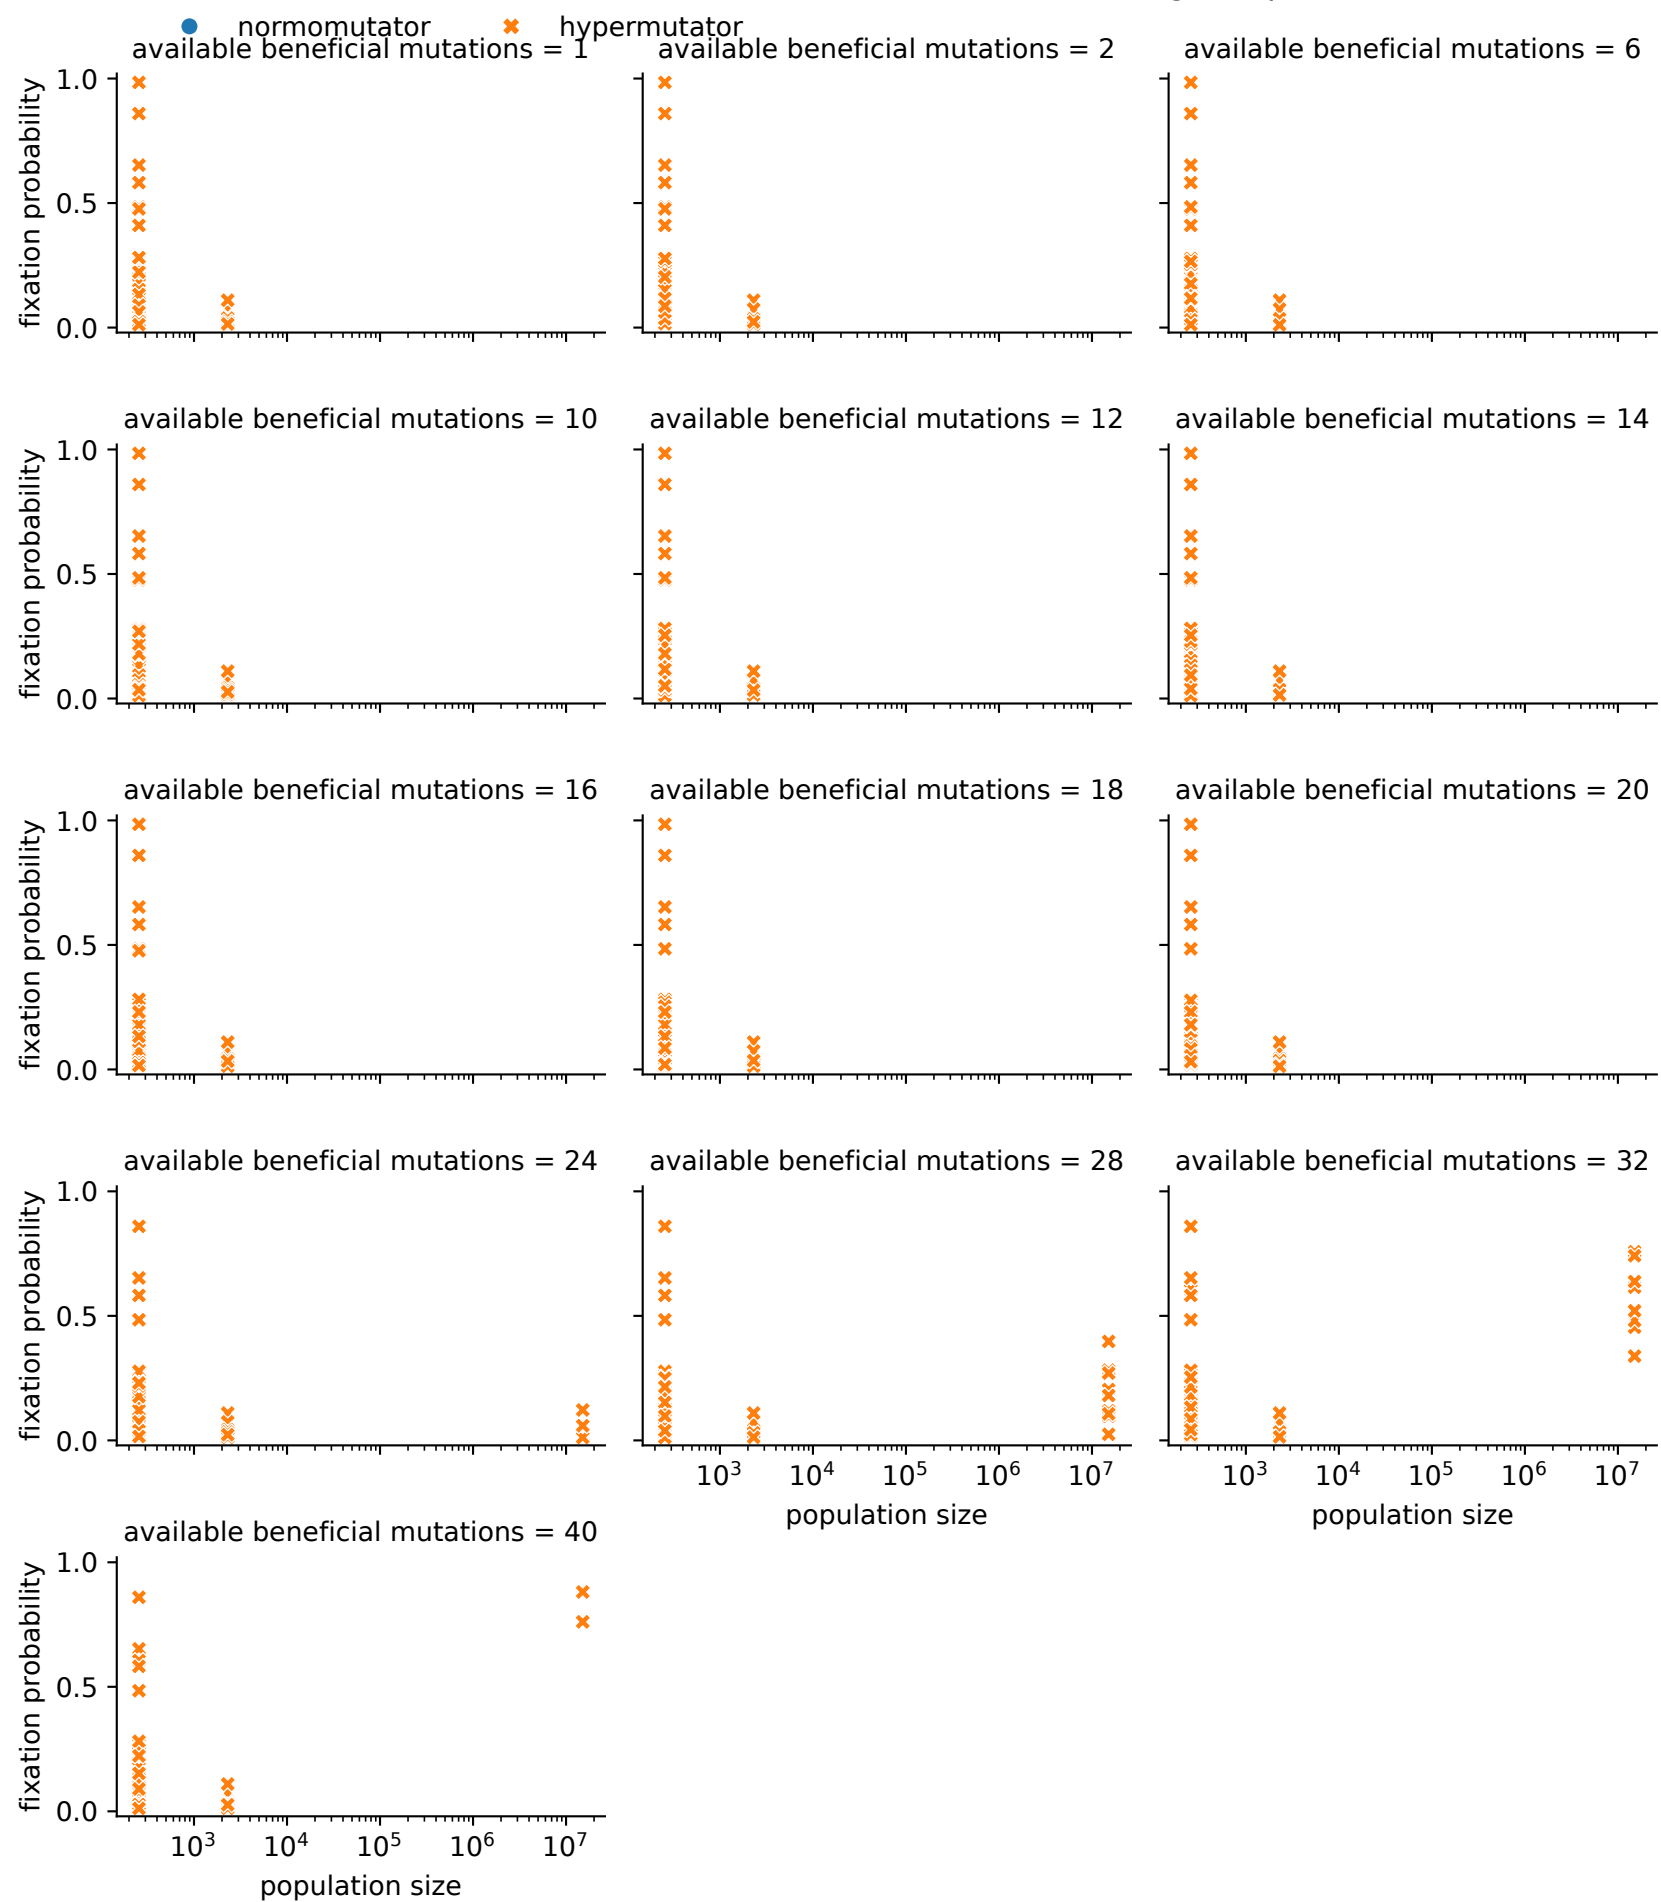 normomutator hypermutator
available beneficial mutations = 1 available beneficial mutations = 2 available beneficial mutations = 6
fixation probability
1.0
0.5
0.0
available beneficial mutations = 10 available beneficial mutations = 12 available beneficial mutations = 14
fixation probability
1.0
0.5
0.0
available beneficial mutations = 16 available beneficial mutations = 18 available beneficial mutations = 20
fixation probability
1.0
0.5
0.0
available beneficial mutations = 24 available beneficial mutations = 28 available beneficial mutations = 32
fixation probability
1.0
0.5
0.0
10³ 10⁴ 10⁵ 10⁶ 10⁷ 10³ 10⁴ 10⁵ 10⁶ 10⁷
population size population size
available beneficial mutations = 40
fixation probability
1.0
0.5
0.0
10³ 10⁴ 10⁵ 10⁶ 10⁷
population size